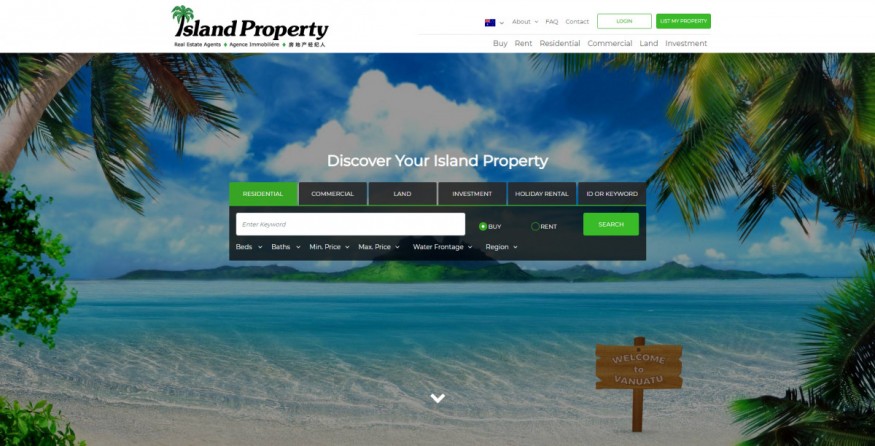 Island Property
Real Estate Agents ♦ Agence Immobilière ♦ 房地产经纪人
About FAQ Contact LOGIN LIST MY PROPERTY
Buy Rent Residential Commercial Land Investment
Discover Your Island Property
RESIDENTIAL COMMERCIAL LAND INVESTMENT HOLIDAY RENTAL ID OR KEYWORD
Enter Keyword BUY RENT SEARCH
Beds Baths Min. Price Max. Price Water Frontage Region
WELCOME
to
VANUATU